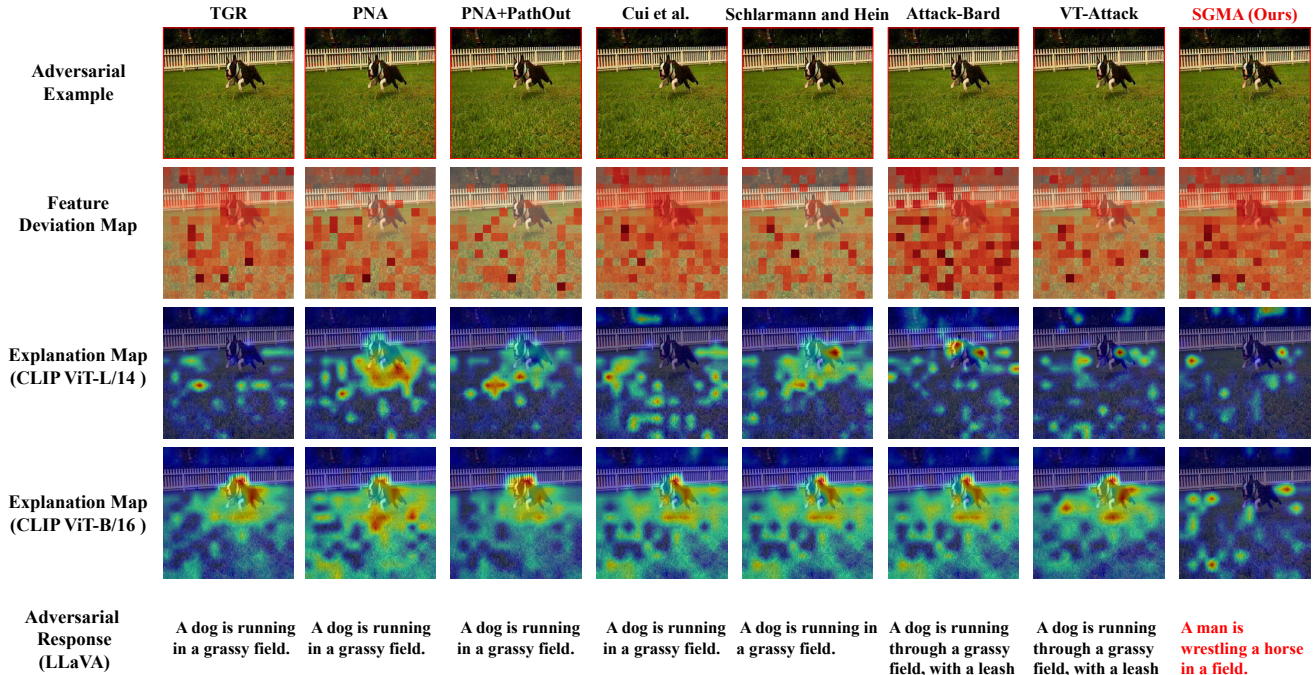 TGR PNA PNA+PathOut Cui et al. Schlarmann and Hein Attack-Bard VT-Attack SGMA (Ours)
Adversarial
Example
Feature
Deviation Map
Explanation Map
(CLIP ViT-L/14 )
Explanation Map
(CLIP ViT-B/16 )
Adversarial
Response
(LLaVA)
A dog is running
in a grassy field.
A dog is running
in a grassy field.
A dog is running
in a grassy field.
A dog is running
in a grassy field.
A dog is running in
a grassy field.
A dog is running
through a grassy
field, with a leash
A dog is running
through a grassy
field, with a leash
A man is
wrestling a horse
in a field.